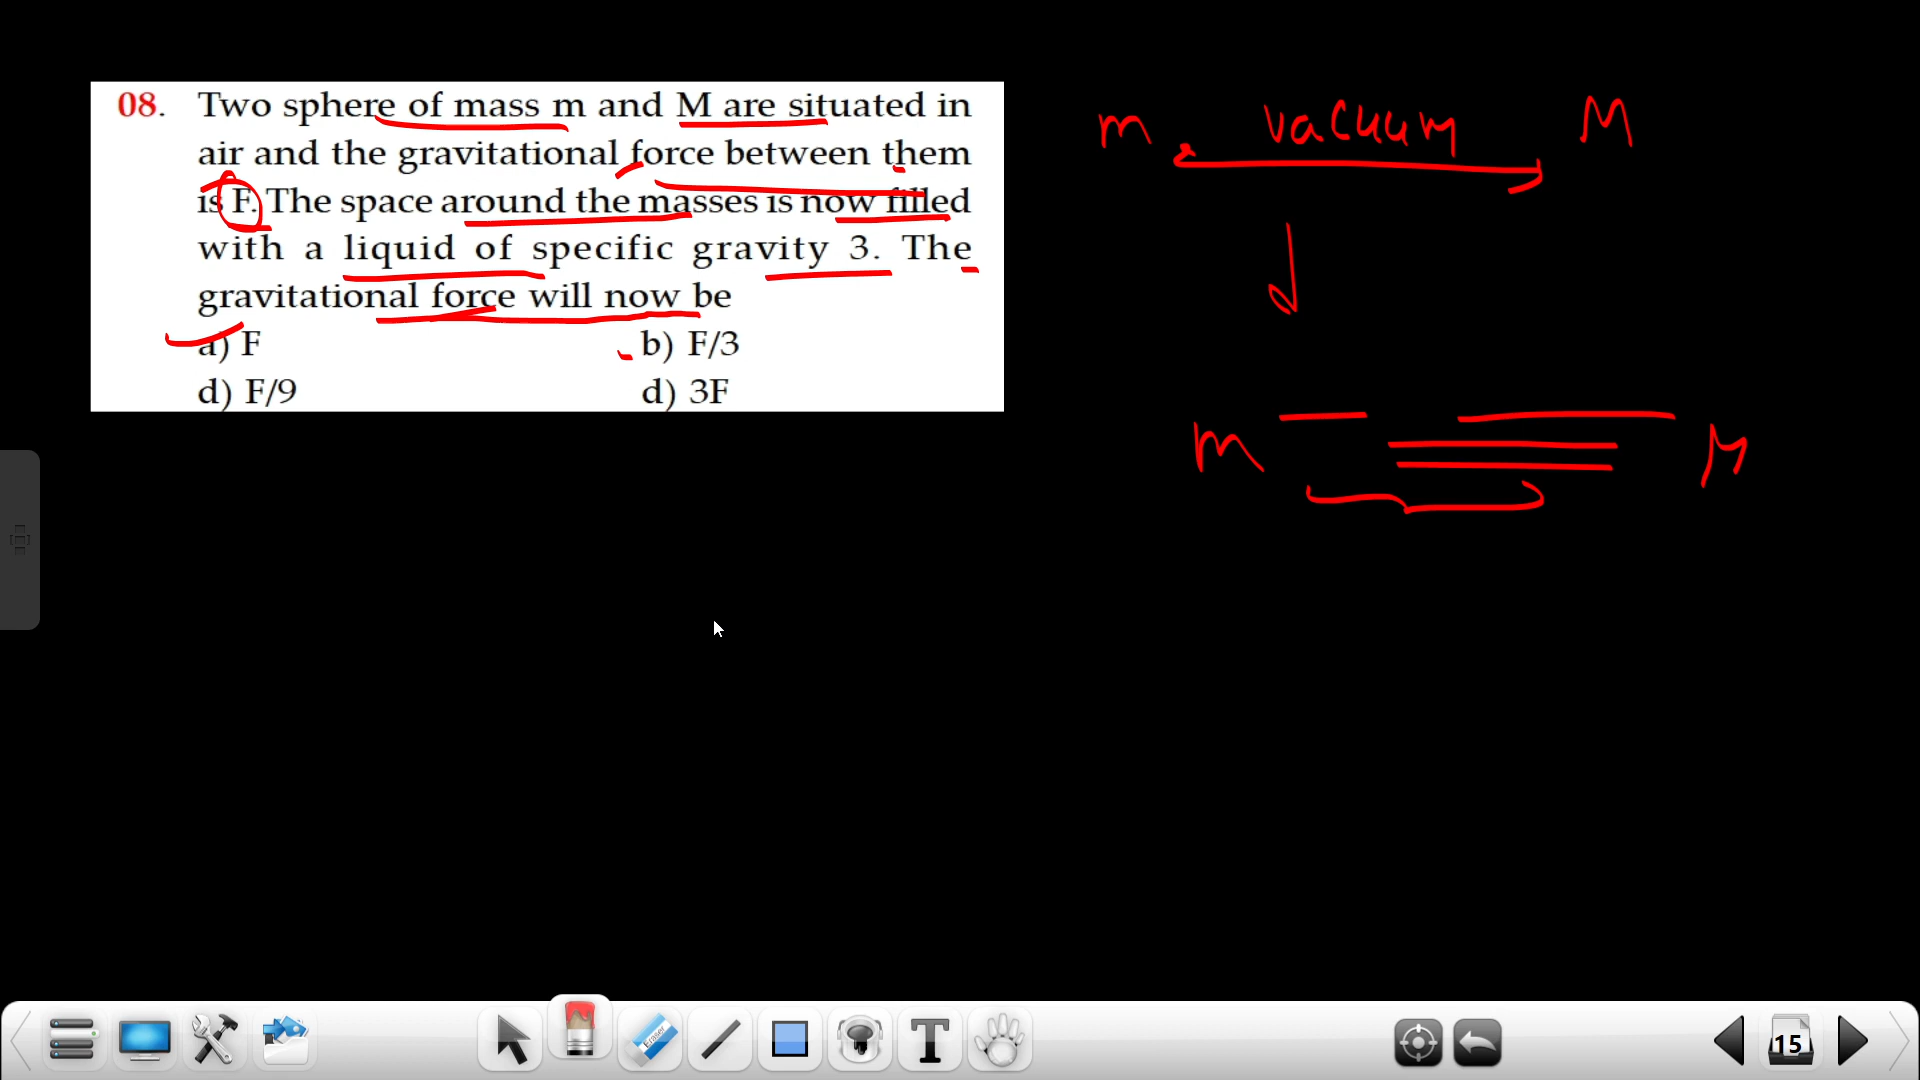 08. Two sphere of mass m and M are situated in
air and the gravitational force between them
is F. The space around the masses is now filled
with a liquid of specific gravity 3. The
gravitational force will now be
a) F b) F/3
d) F/9 d) 3F
m vacuum M
m M
Eraser
T
15